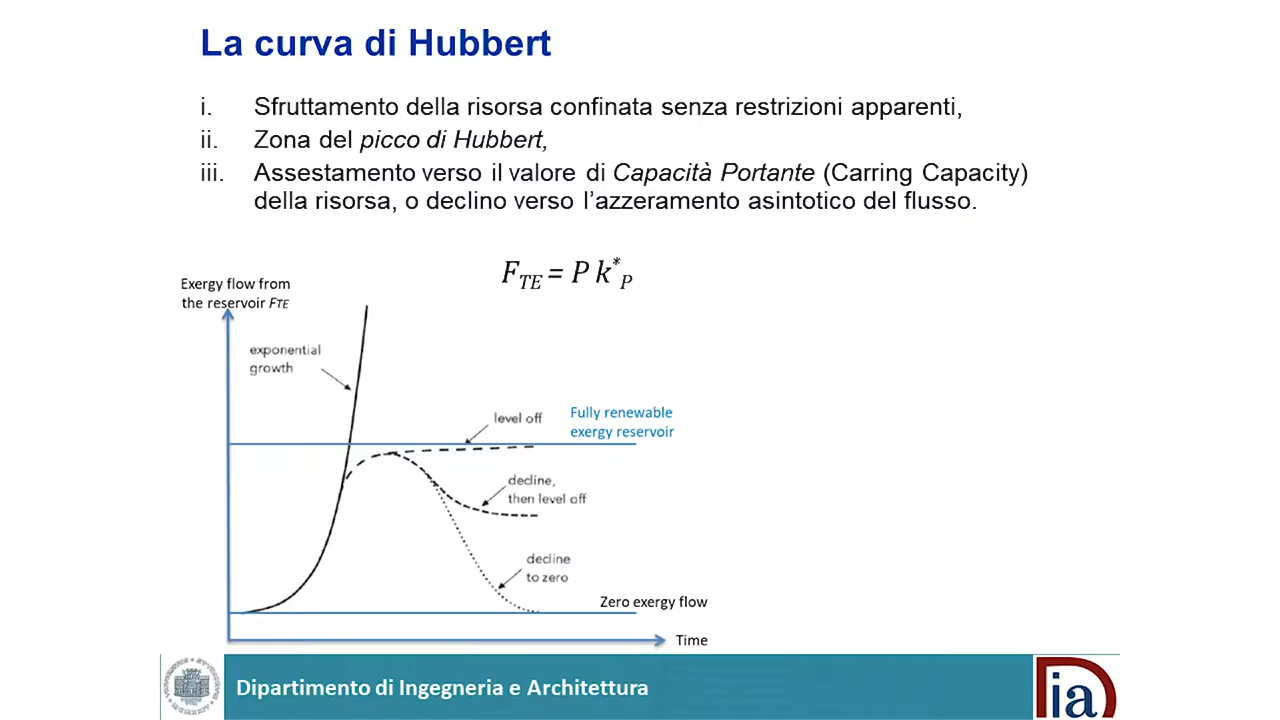 La curva di Hubbert
i. Sfruttamento della risorsa confinata senza restrizioni apparenti,
ii. Zona del picco di Hubbert,
iii. Assestamento verso il valore di Capacità Portante (Carring Capacity)
della risorsa, o declino verso l'azzeramento asintotico del flusso.
F_TE = P k*_P
Exergy flow from
the reservoir FTE
exponential
growth
level off
Fully renewable
exergy reservoir
decline,
then level off
decline
to zero
Zero exergy flow
Time
Dipartimento di Ingegneria e Architettura
Dia